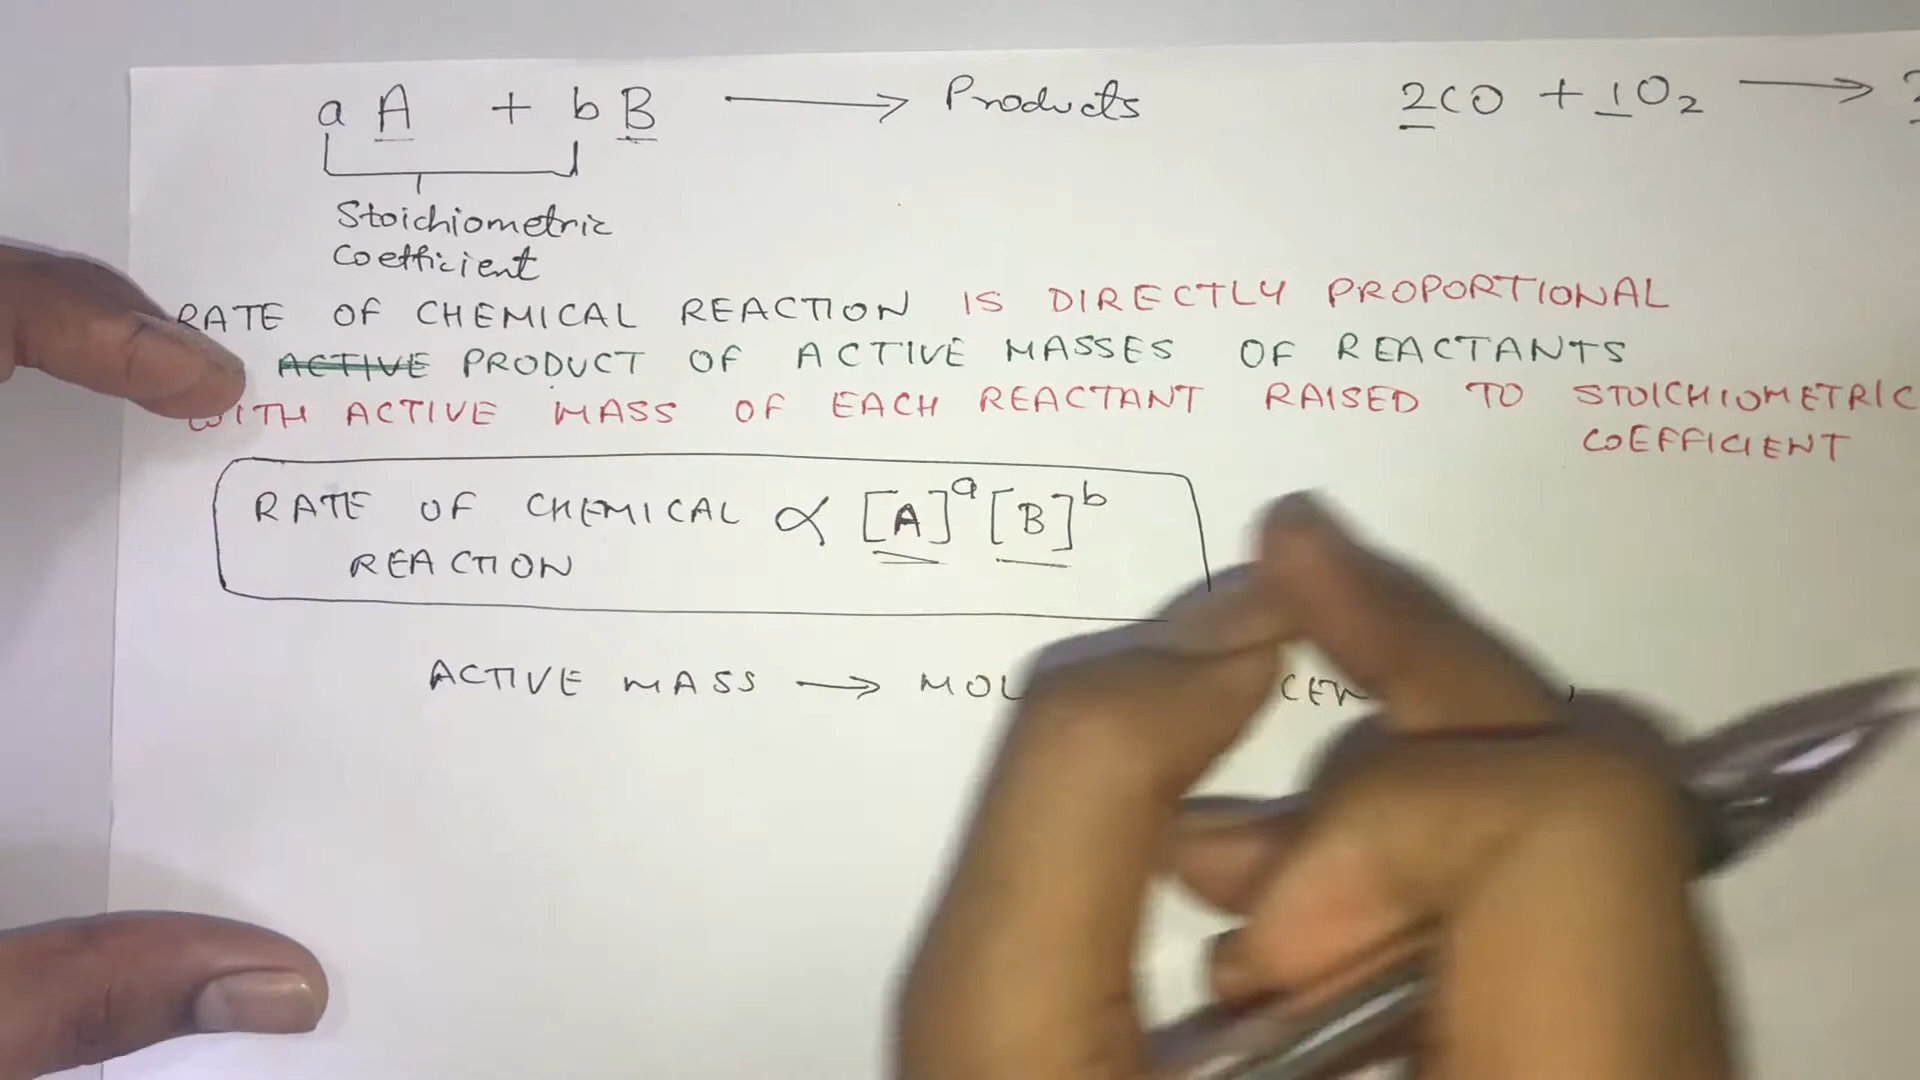 a A + b B ⟶ Products 2CO + 1O₂ ⟶
Stoichiometric
Coefficient
RATE OF CHEMICAL REACTION IS DIRECTLY PROPORTIONAL
ACTIVE PRODUCT OF ACTIVE MASSES OF REACTANTS
WITH ACTIVE MASS OF EACH REACTANT RAISED TO STOICHIOMETRIC
COEFFICIENT
RATE OF CHEMICAL ∝ [A]ᵃ [B]ᵇ
REACTION
ACTIVE MASS →